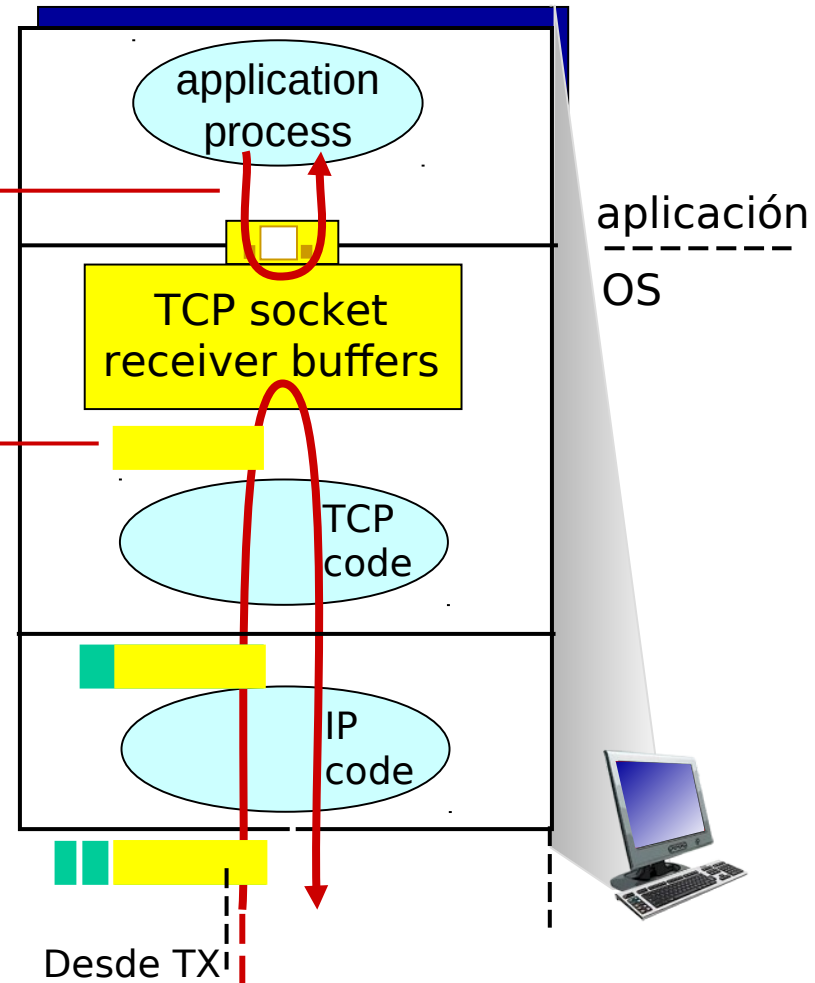 application
process
aplicación
OS
TCP socket
receiver buffers
TCP
code
IP
code
Desde TX